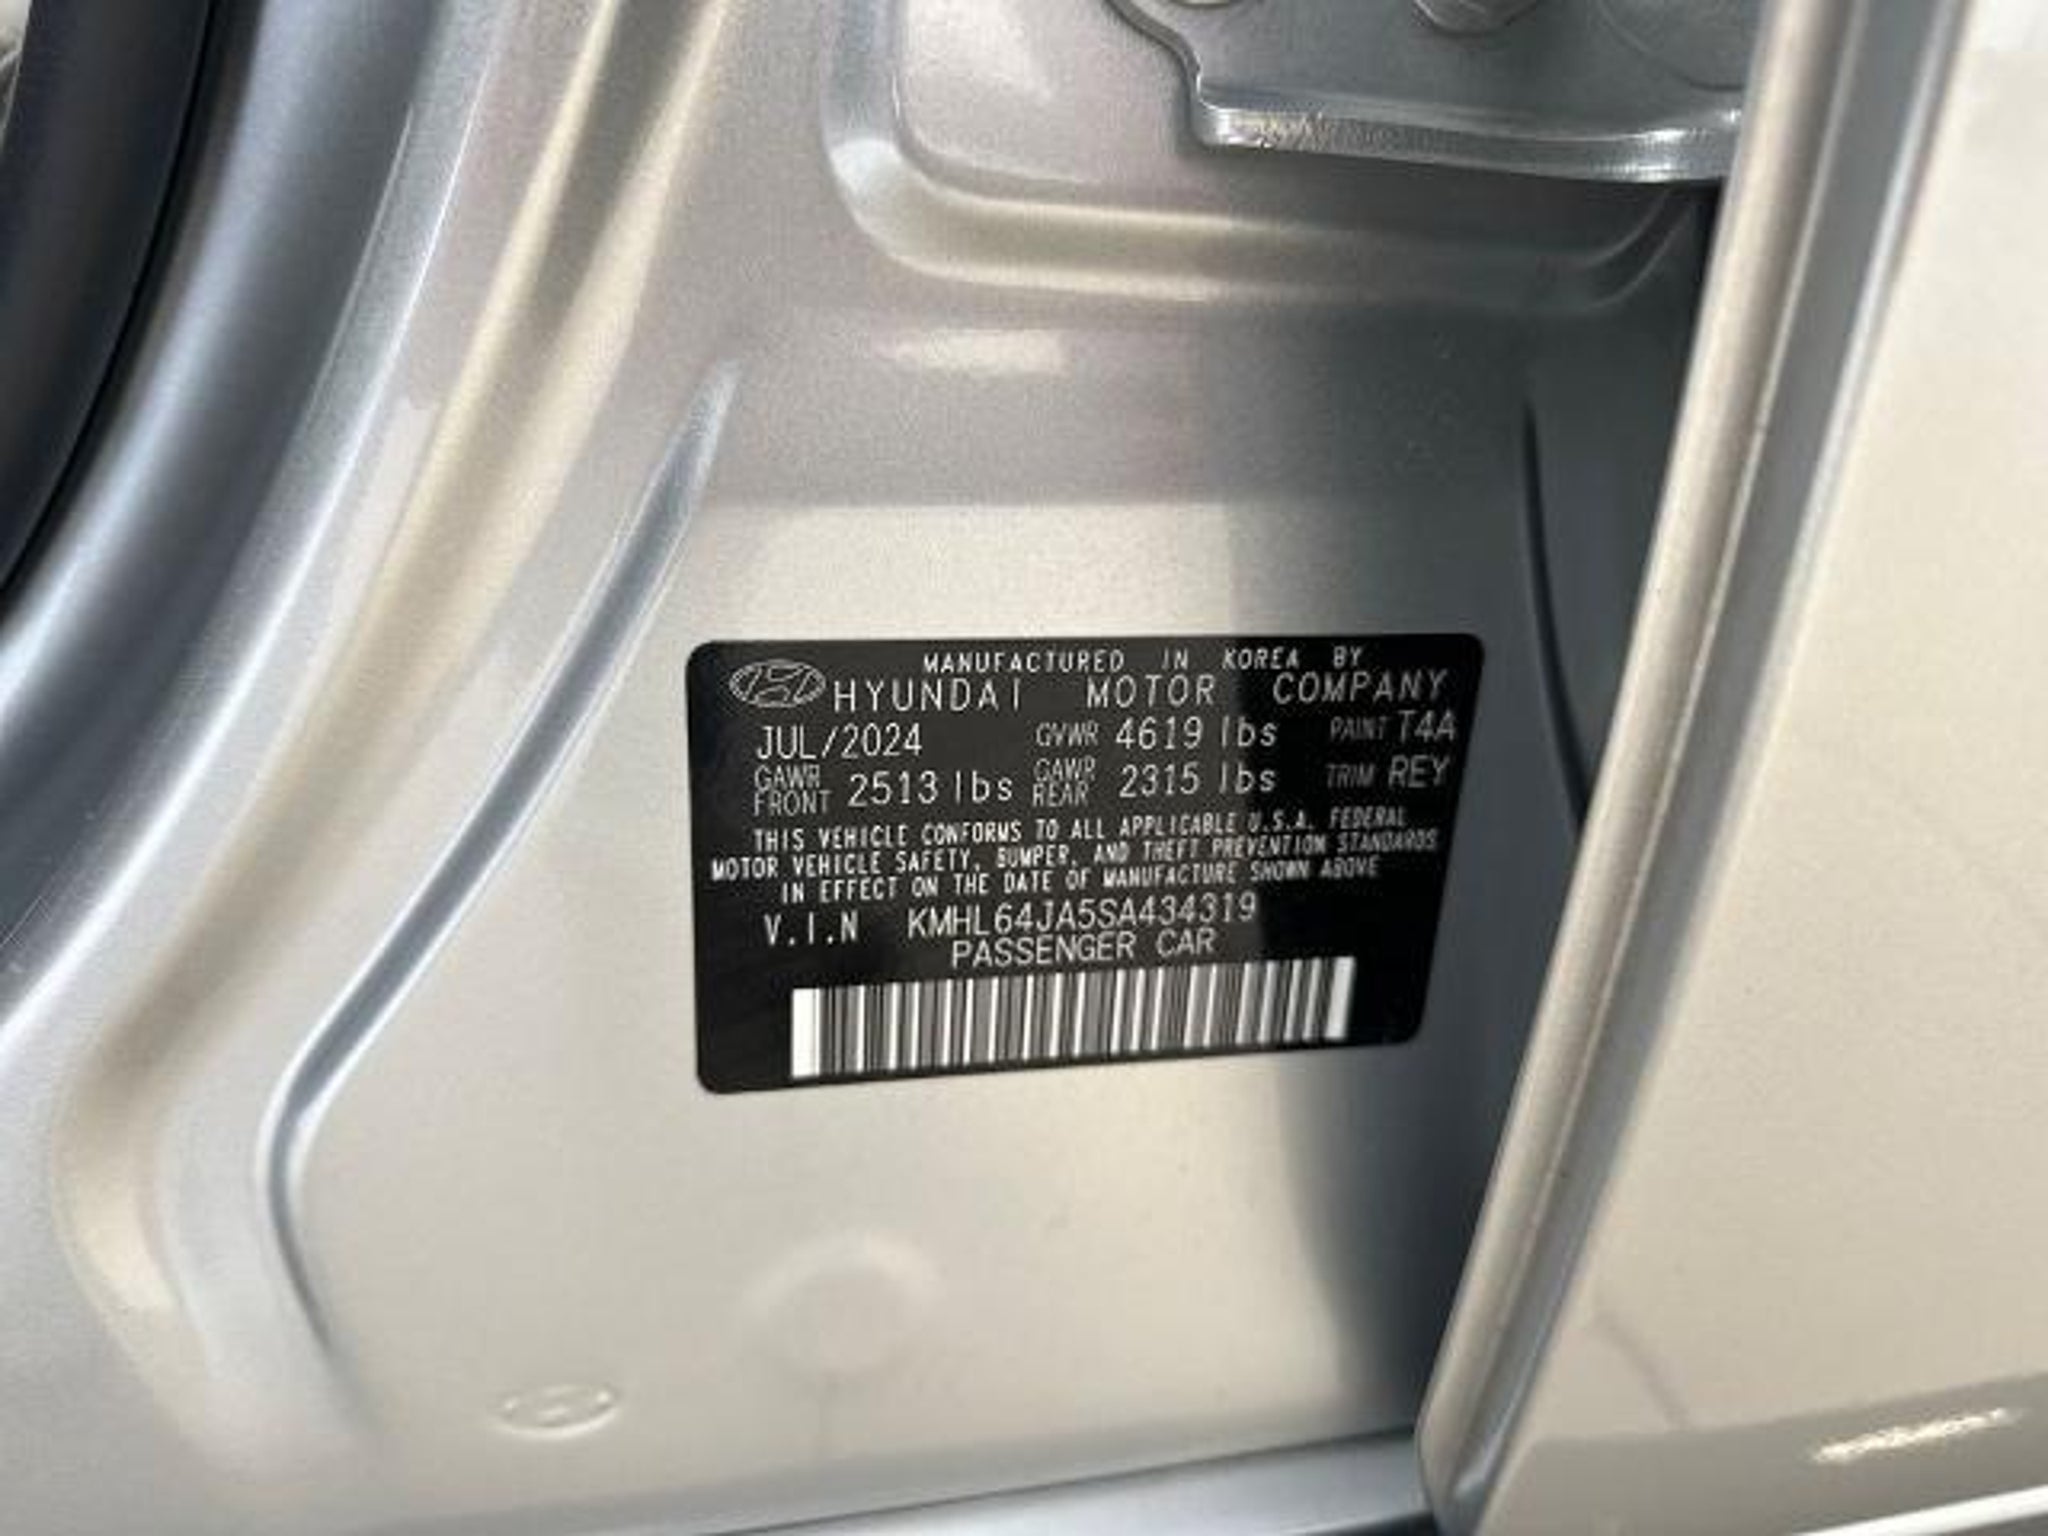 MANUFACTURED IN KOREA BY
HYUNDAI MOTOR COMPANY
JUL/2024 GVWR 4619 lbs PAINT T4A
GAWR FRONT 2513 lbs GAWR REAR 2315 lbs TRIM REY
THIS VEHICLE CONFORMS TO ALL APPLICABLE U.S.A. FEDERAL
MOTOR VEHICLE SAFETY, BUMPER, AND THEFT PREVENTION STANDARDS
IN EFFECT ON THE DATE OF MANUFACTURE SHOWN ABOVE
V.I.N KMHL64JA5SA434319
PASSENGER CAR